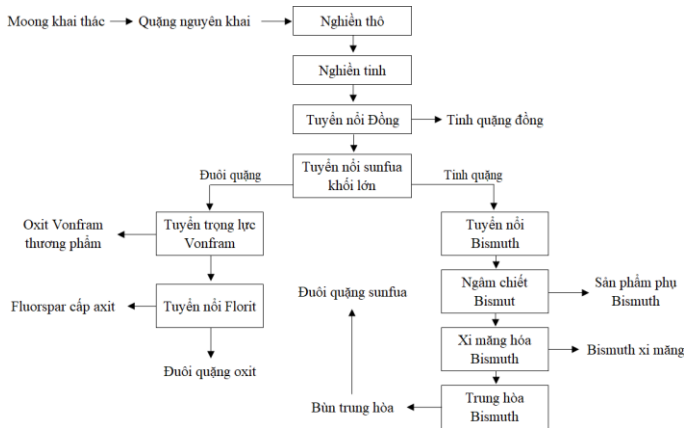 Moong khai thác
Quặng nguyên khai
Nghiền thô
Nghiền tinh
Tuyển nổi Đồng
Tinh quặng đồng
Đuôi quặng
Tuyển nổi sunfua
khối lớn
Tinh quặng
Oxit Vonfram
thương phẩm
Tuyển trọng lực
Vonfram
Tuyển nổi
Bismuth
Fluorspar cấp axit
Tuyển nổi Florit
Đuôi quặng sunfua
Ngâm chiết
Bismut
Sản phẩm phụ
Bismuth
Xi măng hóa
Bismuth
Bismuth xi măng
Đuôi quặng oxit
Bùn trung hòa
Trung hòa
Bismuth